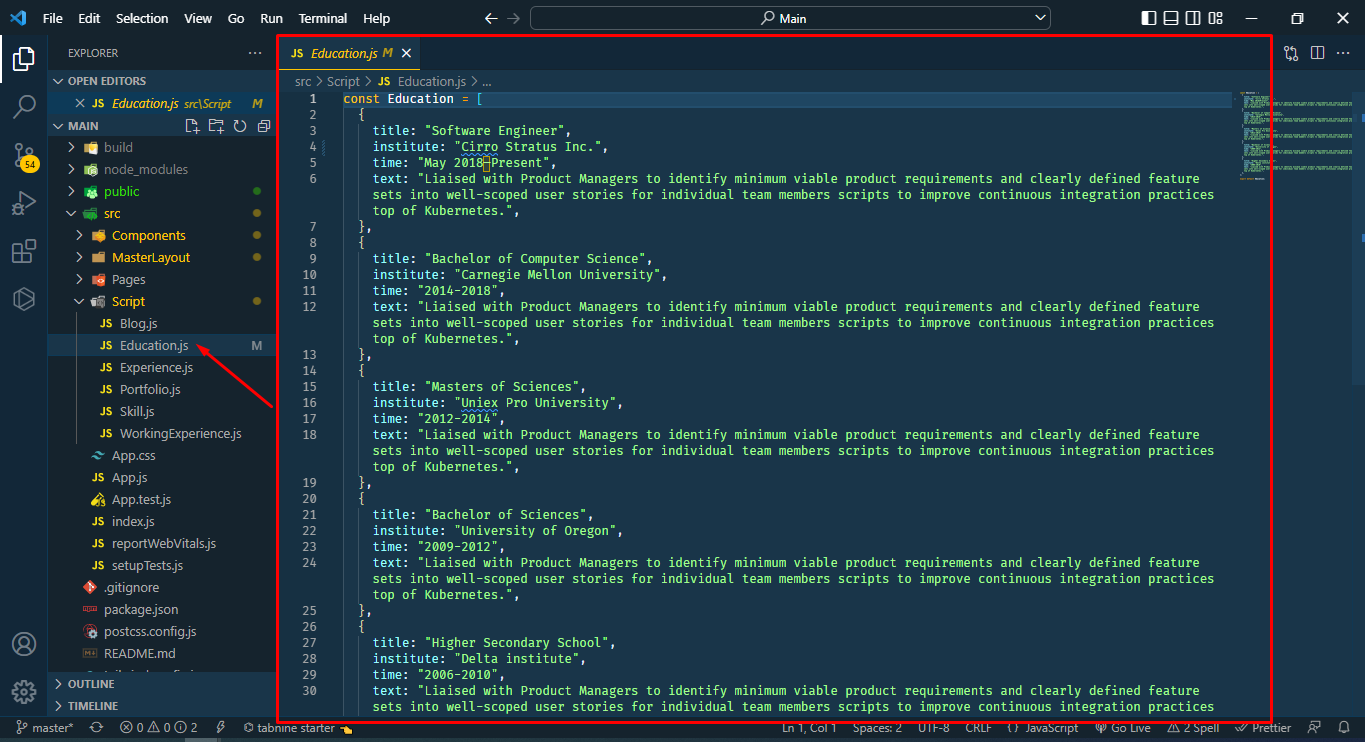 File Edit Selection View Go Run Terminal Help
Main
EXPLORER
OPEN EDITORS
JS Education.js src\Script M
MAIN
build
node_modules
public
src
Components
MasterLayout
Pages
Script
JS Blog.js
JS Education.js M
JS Experience.js
JS Portfolio.js
JS Skill.js
JS WorkingExperience.js
App.css
JS App.js
App.test.js
JS index.js
JS reportWebVitals.js
JS setupTests.js
.gitignore
package.json
postcss.config.js
README.md
OUTLINE
TIMELINE
54
JS Education.js M
src > Script > JS Education.js > ...
1 const Education = [
2 {
3 title: "Software Engineer",
4 institute: "Cirro Stratus Inc.",
5 time: "May 2018–Present",
6 text: "Liaised with Product Managers to identify minimum viable product requirements and clearly defined feature
sets into well-scoped user stories for individual team members scripts to improve continuous integration practices
top of Kubernetes.",
7 },
8 {
9 title: "Bachelor of Computer Science",
10 institute: "Carnegie Mellon University",
11 time: "2014-2018",
12 text: "Liaised with Product Managers to identify minimum viable product requirements and clearly defined feature
sets into well-scoped user stories for individual team members scripts to improve continuous integration practices
top of Kubernetes.",
13 },
14 {
15 title: "Masters of Sciences",
16 institute: "Uniex Pro University",
17 time: "2012-2014",
18 text: "Liaised with Product Managers to identify minimum viable product requirements and clearly defined feature
sets into well-scoped user stories for individual team members scripts to improve continuous integration practices
top of Kubernetes.",
19 },
20 {
21 title: "Bachelor of Sciences",
22 institute: "University of Oregon",
23 time: "2009-2012",
24 text: "Liaised with Product Managers to identify minimum viable product requirements and clearly defined feature
sets into well-scoped user stories for individual team members scripts to improve continuous integration practices
top of Kubernetes.",
25 },
26 {
27 title: "Higher Secondary School",
28 institute: "Delta institute",
29 time: "2006-2010",
30 text: "Liaised with Product Managers to identify minimum viable product requirements and clearly defined feature
sets into well-scoped user stories for individual team members scripts to improve continuous integration practices
master* 0 0 2 tabnine starter Ln 1, Col 1 Spaces: 2 UTF-8 CRLF {} JavaScript Go Live 2 Spell Prettier